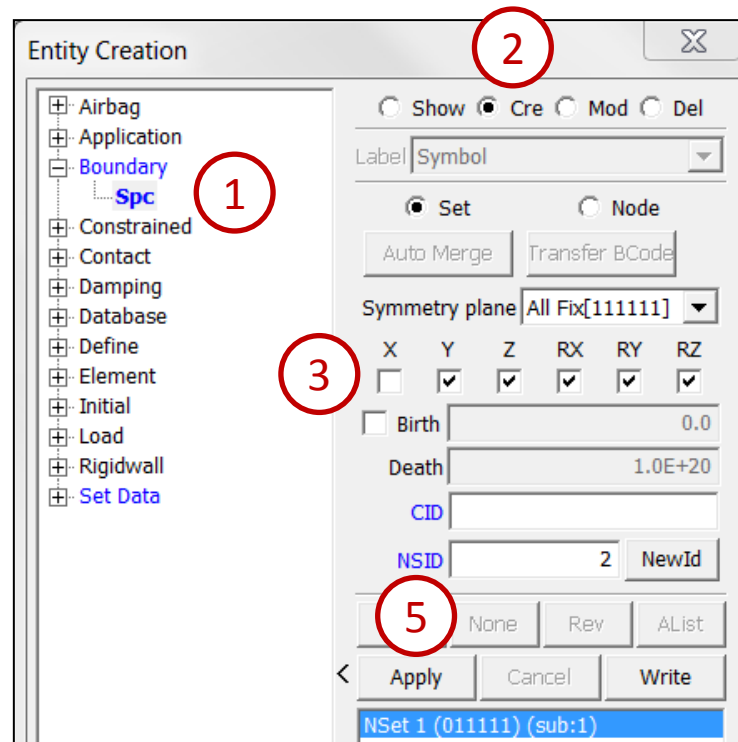 Entity Creation
2
Airbag
Application
Boundary
Spc
1
Constrained
Contact
Damping
Database
Define
Element
Initial
Load
Rigidwall
Set Data
Show Cre Mod Del
Label Symbol
Set Node
Auto Merge Transfer BCode
Symmetry plane All Fix[111111]
X Y Z RX RY RZ
3
Birth 0.0
Death 1.0E+20
CID
NSID 2 NewId
5 None Rev AList
< Apply Cancel Write
NSet 1 (011111) (sub:1)